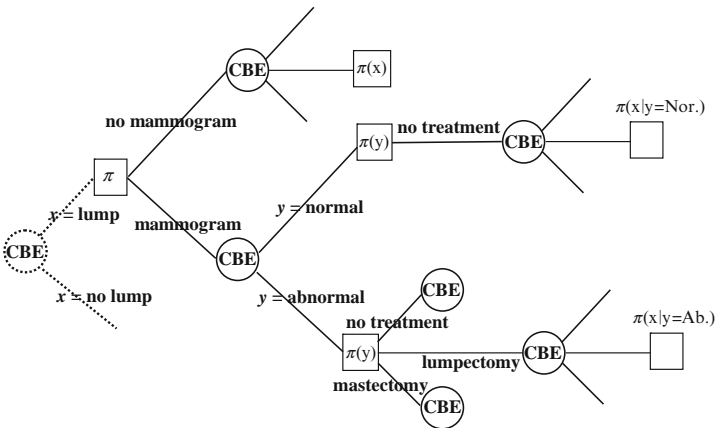 CBE
π(x)
no mammogram
π(x|y=Nor.)
no treatment
π(y)
CBE
π
x = lump
mammogram
y = normal
CBE
CBE
x = no lump
y = abnormal
CBE
no treatment
π(x|y=Ab.)
π(y)
lumpectomy
CBE
mastectomy
CBE